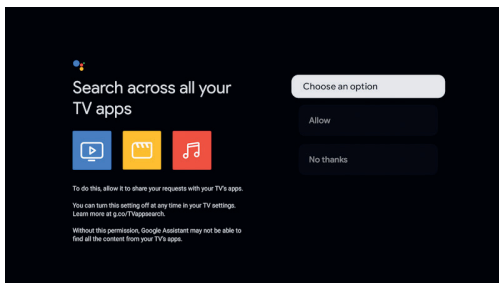 Search across all your
TV apps
To do this, allow it to share your requests with your TV's apps.
You can turn this setting off at any time in your TV settings.
Learn more at g.co/TVappsearch.
Without this permission, Google Assistant may not be able to
find all the content from your TV's apps.
Choose an option
Allow
No thanks